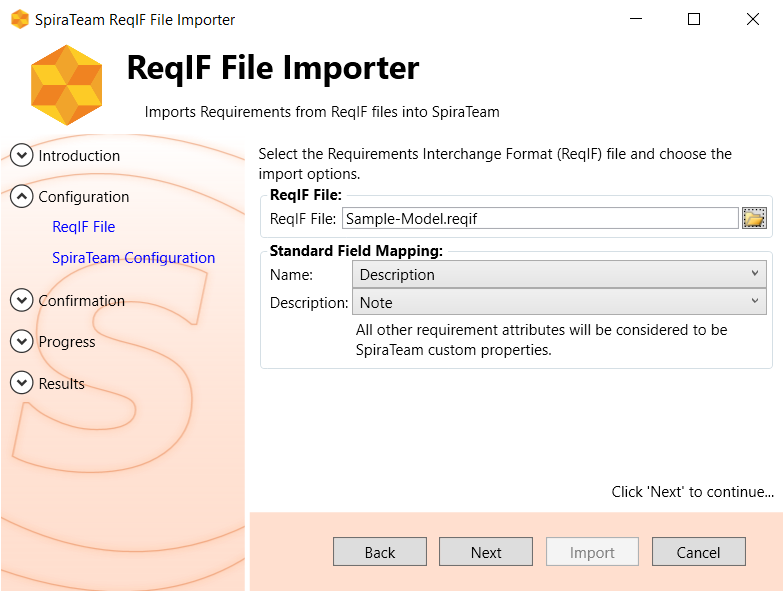 SpiraTeam ReqIF File Importer
ReqIF File Importer
Imports Requirements from ReqIF files into SpiraTeam
Introduction
Configuration
ReqIF File
SpiraTeam Configuration
Confirmation
Progress
Results
Select the Requirements Interchange Format (ReqIF) file and choose the
import options.
ReqIF File:
ReqIF File: Sample-Model.reqif
Standard Field Mapping:
Name: Description
Description: Note
All other requirement attributes will be considered to be
SpiraTeam custom properties.
Click 'Next' to continue...
Back Next Import Cancel